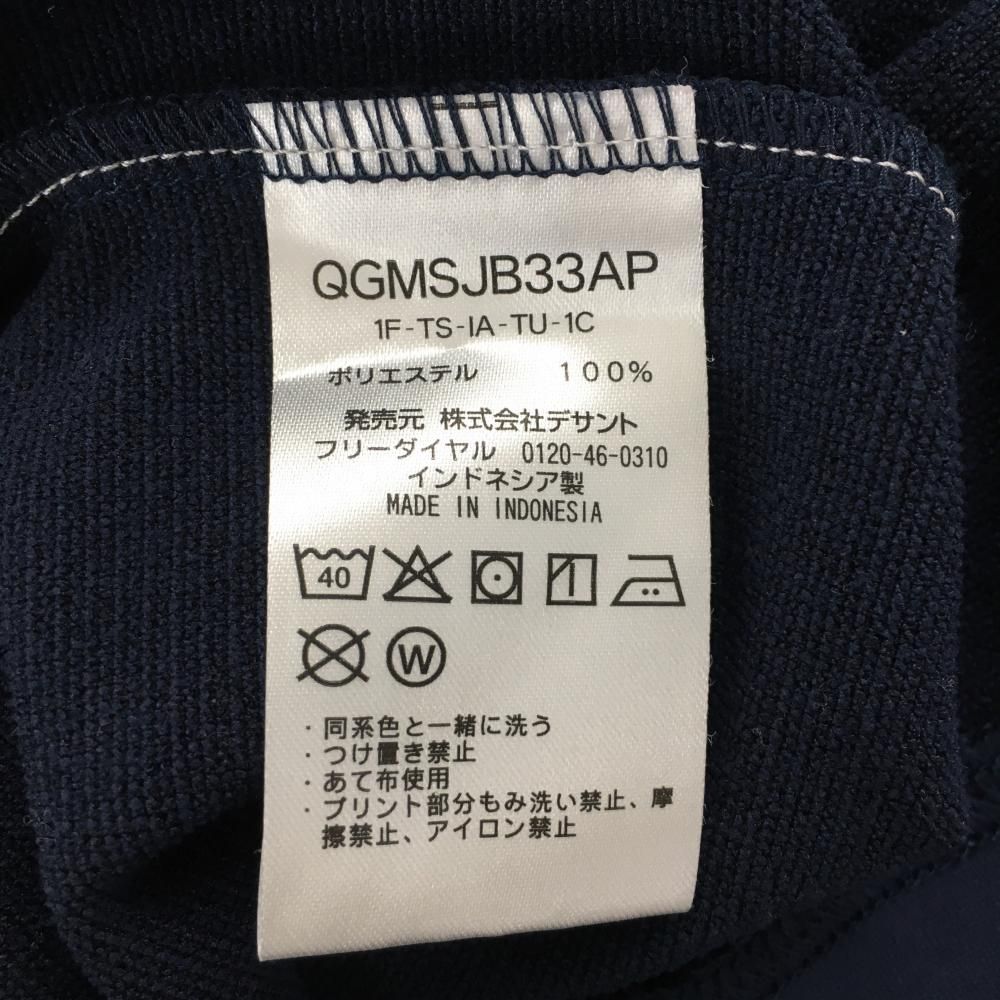 QGMSJB33AP
1F-TS-IA-TU-1C
ポリエステル 100%
発売元 株式会社デサント
フリーダイヤル 0120-46-0310
インドネシア製
MADE IN INDONESIA
40
W
・同系色と一緒に洗う
・つけ置き禁止
・あて布使用
・プリント部分もみ洗い禁止、摩
擦禁止、アイロン禁止